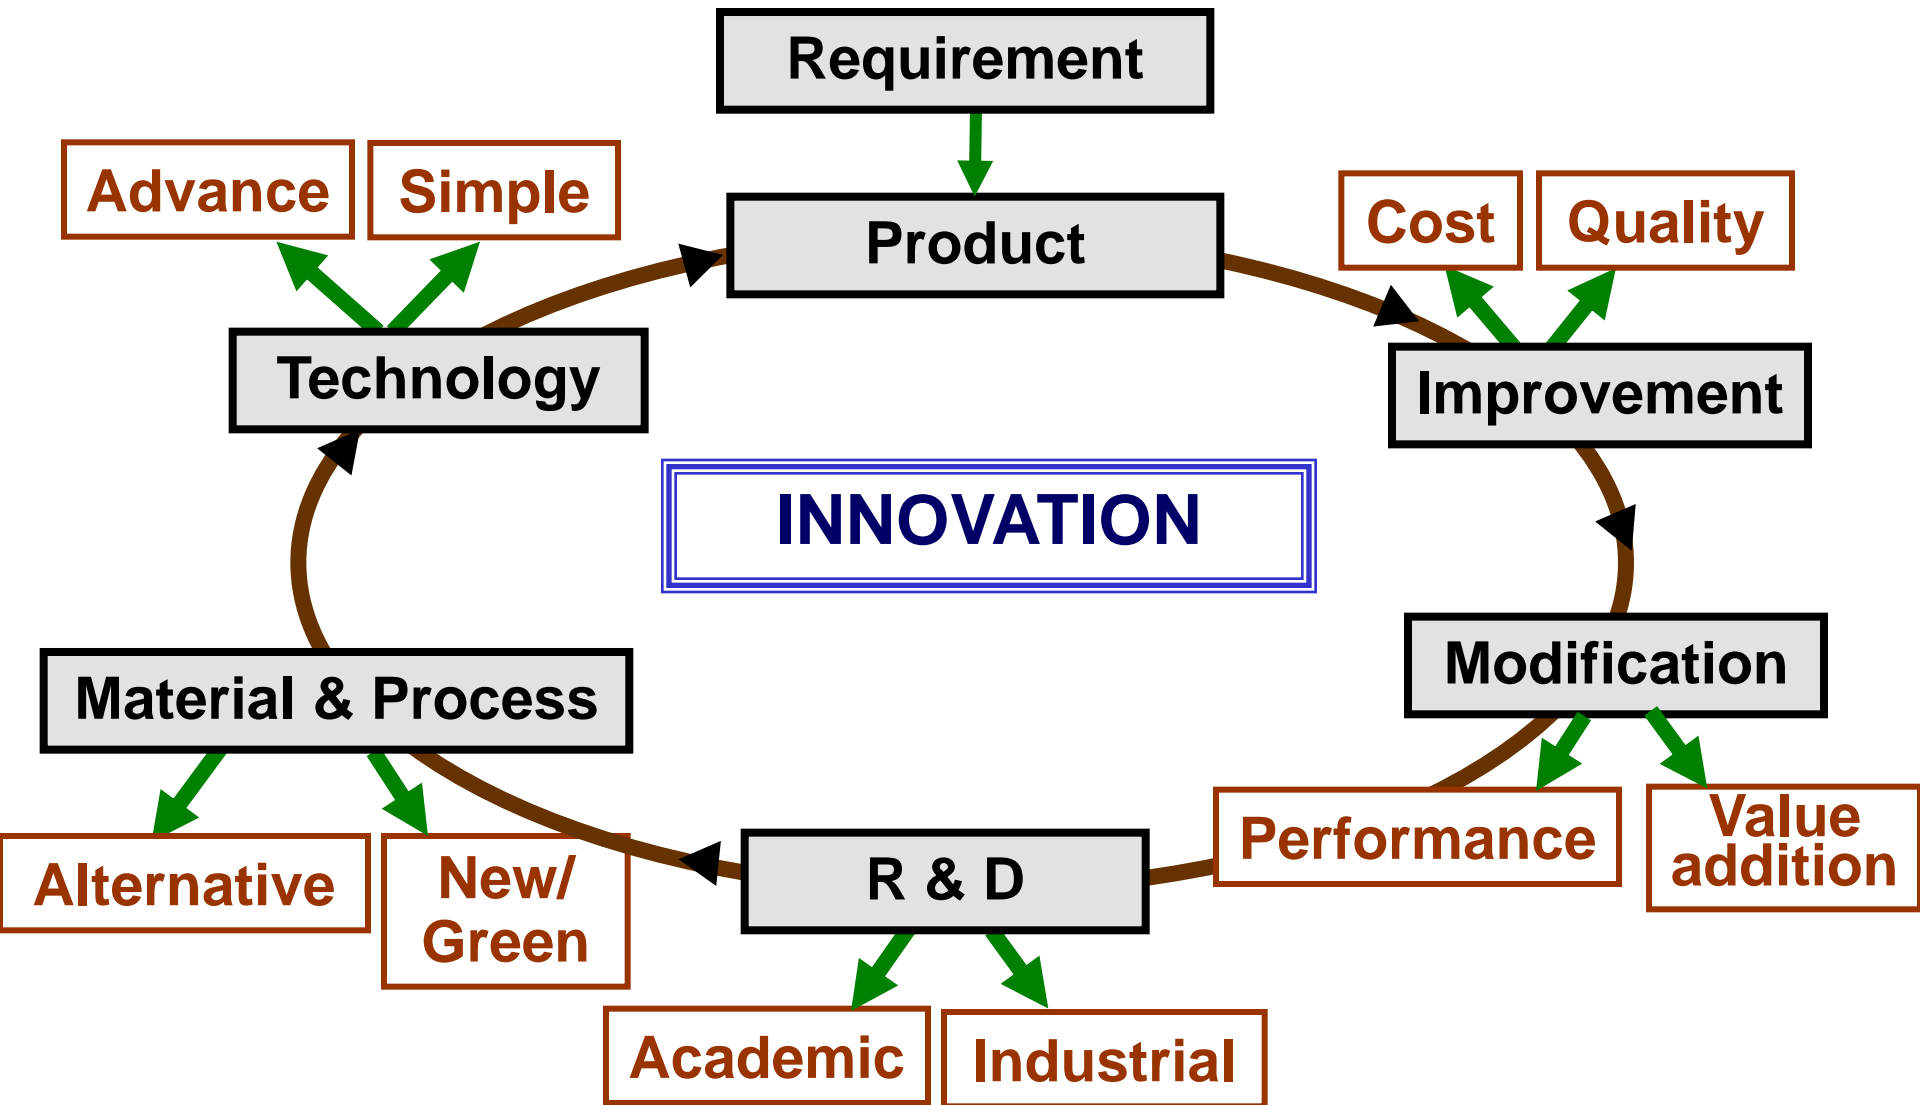 Requirement
Advance
Simple
Product
Cost
Quality
Technology
Improvement
INNOVATION
Modification
Material & Process
Performance
Value
addition
Alternative
New/
Green
R & D
Academic
Industrial